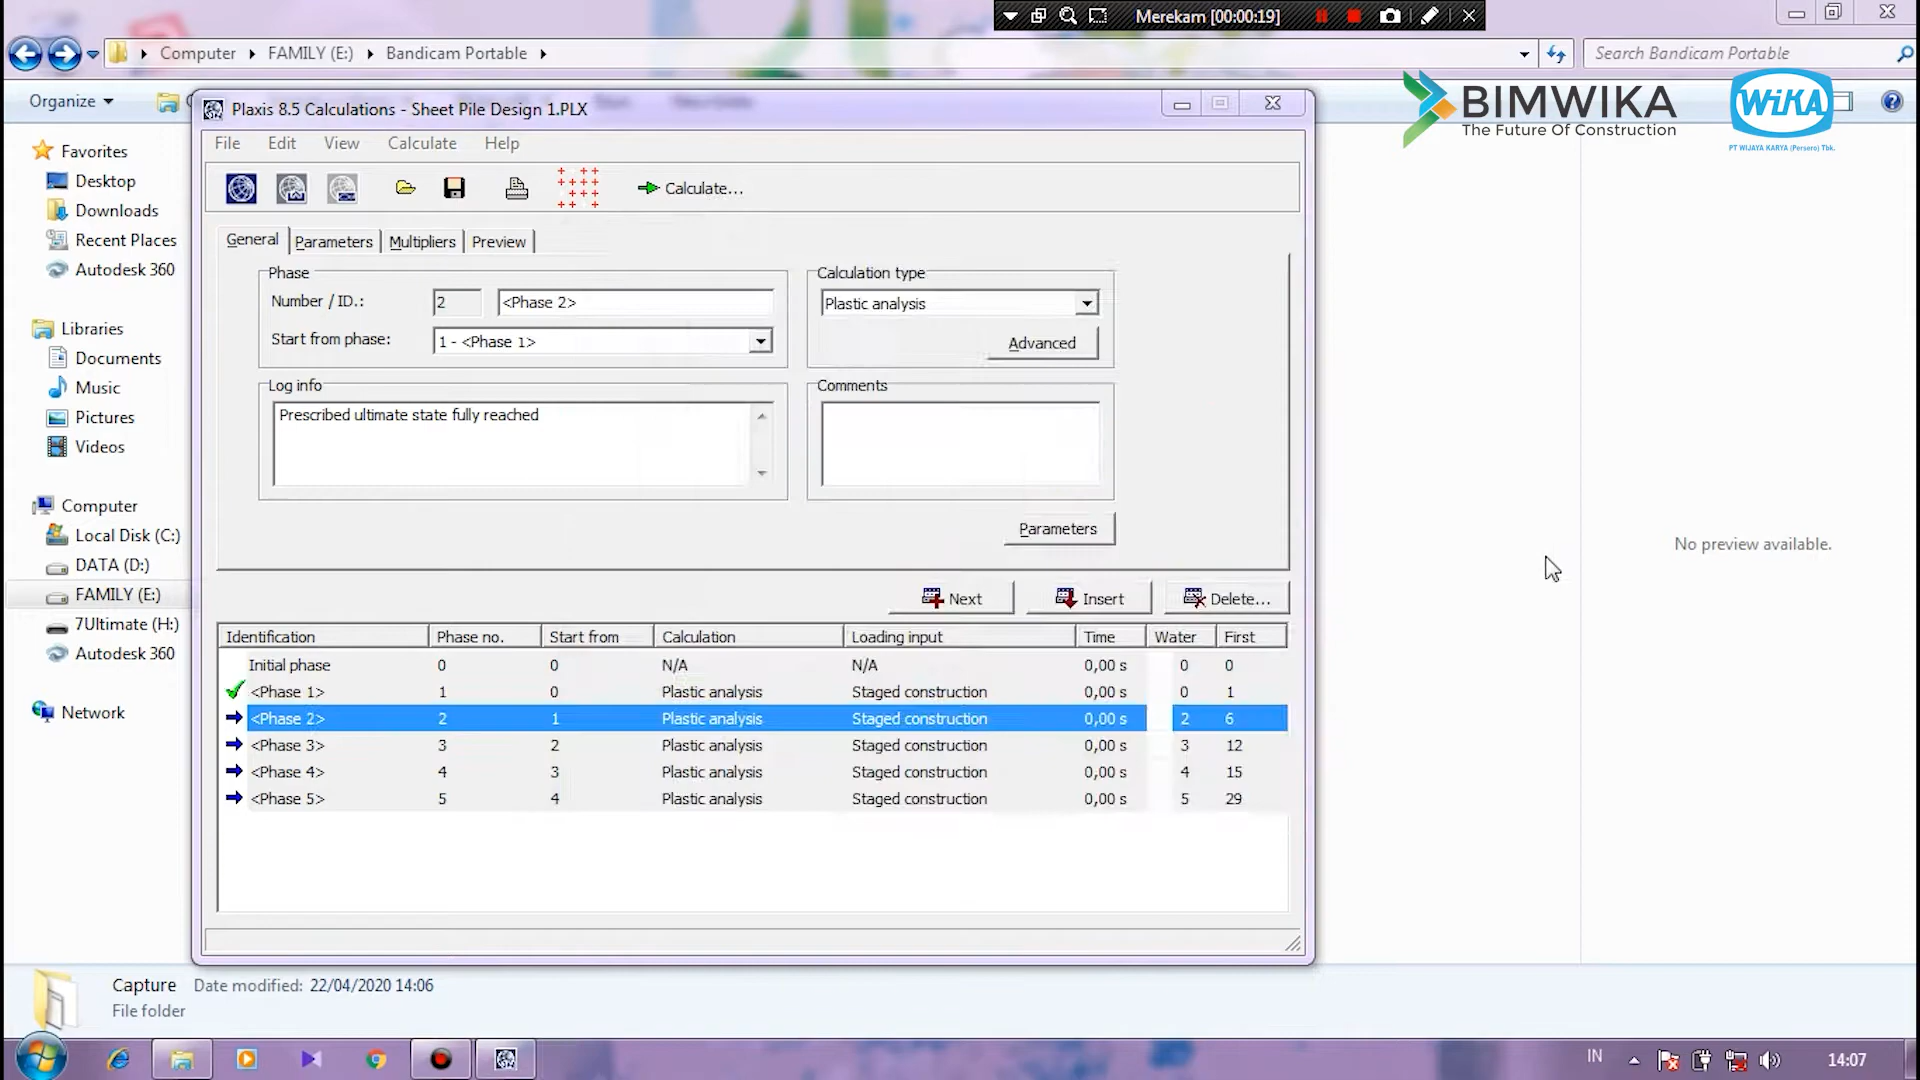 Merekam [00:00:19]
Computer FAMILY (E:) Bandicam Portable
Search Bandicam Portable
Organize
BIMWIKA
The Future Of Construction
WiKA
PT WIJAYA KARYA (Persero) Tbk.
Favorites
Desktop
Downloads
Recent Places
Autodesk 360
Libraries
Documents
Music
Pictures
Videos
Computer
Local Disk (C:)
DATA (D:)
FAMILY (E:)
7Ultimate (H:)
Autodesk 360
Network
Plaxis 8.5 Calculations - Sheet Pile Design 1.PLX
File Edit View Calculate Help
Calculate...
General Parameters Multipliers Preview
Phase
Number / ID.: 2 <Phase 2>
Start from phase: 1 - <Phase 1>
Calculation type
Plastic analysis
Advanced
Log info
Prescribed ultimate state fully reached
Comments
Parameters
Next Insert Delete...
Identification Phase no. Start from Calculation Loading input Time Water First
Initial phase 0 0 N/A N/A 0,00 s 0 0
<Phase 1> 1 0 Plastic analysis Staged construction 0,00 s 0 1
<Phase 2> 2 1 Plastic analysis Staged construction 0,00 s 2 6
<Phase 3> 3 2 Plastic analysis Staged construction 0,00 s 3 12
<Phase 4> 4 3 Plastic analysis Staged construction 0,00 s 4 15
<Phase 5> 5 4 Plastic analysis Staged construction 0,00 s 5 29
No preview available.
Capture Date modified: 22/04/2020 14:06
File folder
IN 14:07